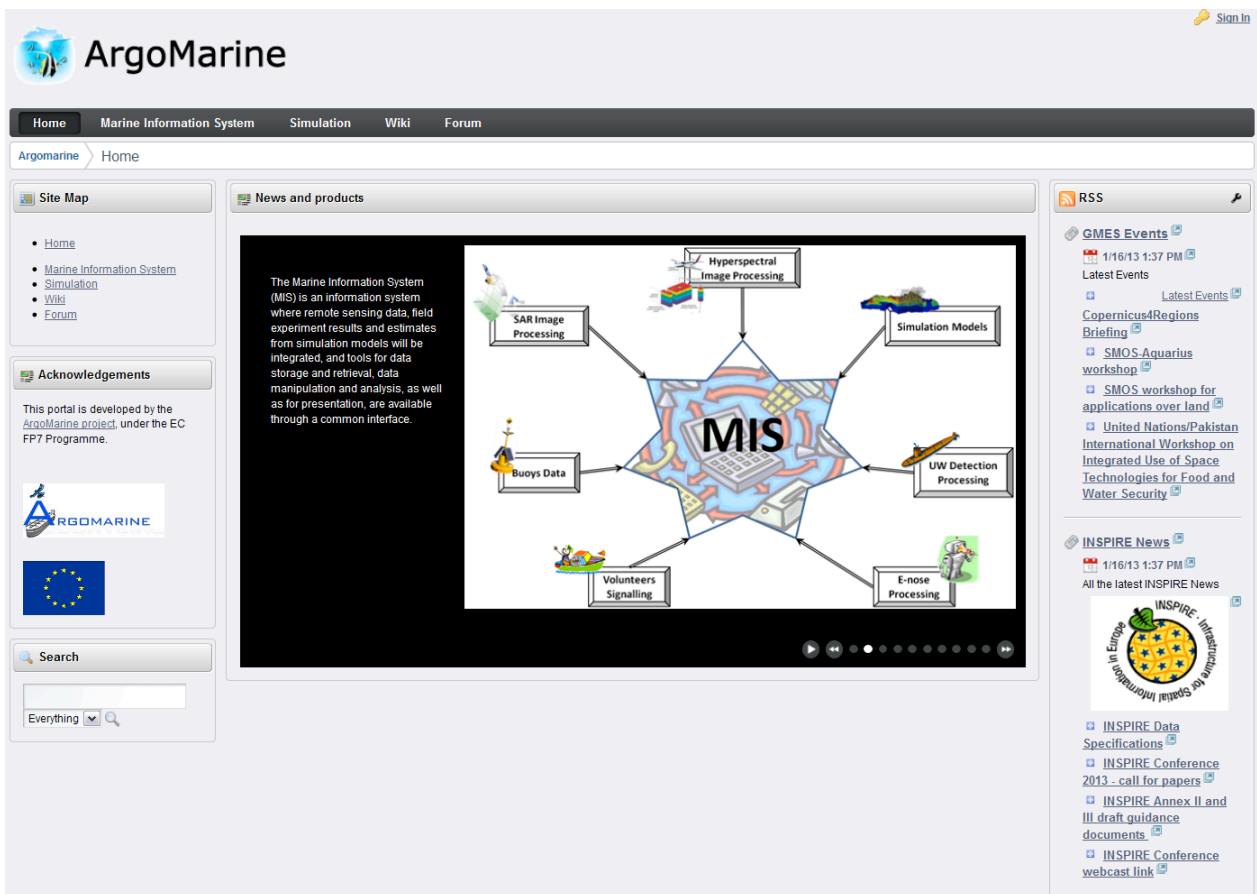 Sign In
ArgoMarine
Home Marine Information System Simulation Wiki Forum
Argomarine Home
Site Map
Home
Marine Information System
Simulation
Wiki
Forum
Acknowledgements
This portal is developed by the
ArgoMarine project, under the EC
FP7 Programme.
ARGOMARINE
Search
Everything
News and products
The Marine Information System
(MIS) is an information system
where remote sensing data, field
experiment results and estimates
from simulation models will be
integrated, and tools for data
storage and retrieval, data
manipulation and analysis, as well
as for presentation, are available
through a common interface.
Hyperspectral
Image Processing
SAR Image
Processing
Simulation Models
MIS
Buoys Data
UW Detection
Processing
Volunteers
Signalling
E-nose
Processing
RSS
GMES Events
1/16/13 1:37 PM
Latest Events
Latest Events
Copernicus4Regions
Briefing
SMOS-Aquarius
workshop
SMOS workshop for
applications over land
United Nations/Pakistan
International Workshop on
Integrated Use of Space
Technologies for Food and
Water Security
INSPIRE News
1/16/13 1:37 PM
All the latest INSPIRE News
INSPIRE - Infrastructure for Spatial Information in Europe
INSPIRE Data
Specifications
INSPIRE Conference
2013 - call for papers
INSPIRE Annex II and
III draft guidance
documents
INSPIRE Conference
webcast link